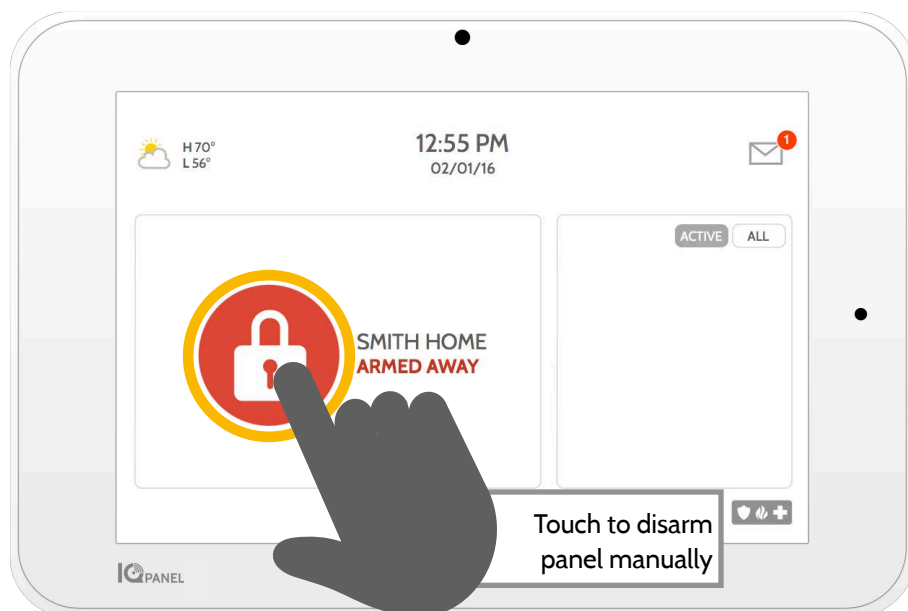 H 70°
L 56°
12:55 PM
02/01/16
1
ACTIVE
ALL
SMITH HOME
ARMED AWAY
Touch to disarm
panel manually
IQ PANEL